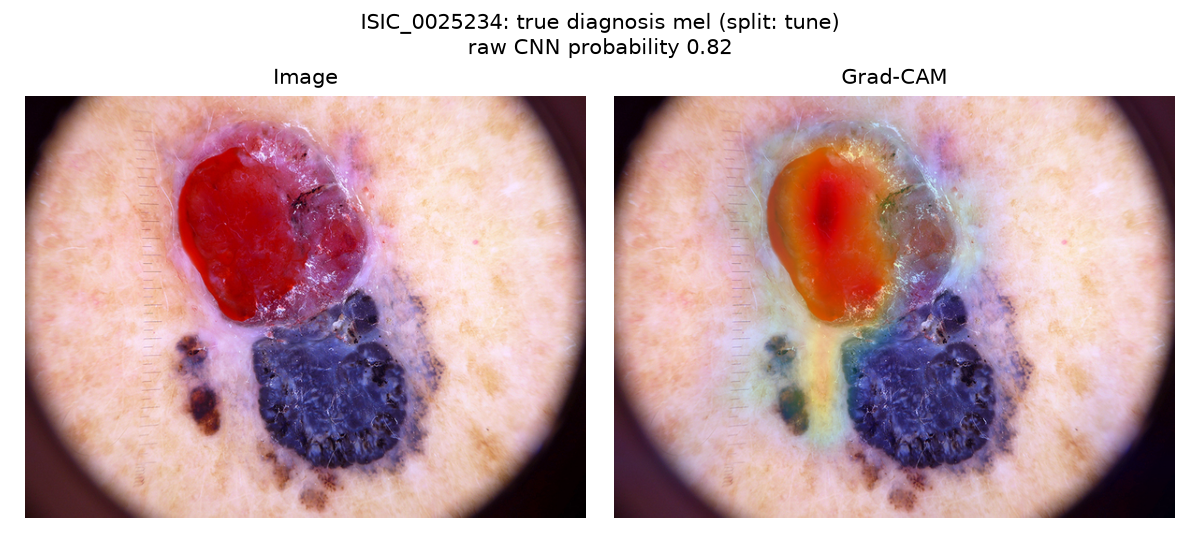 ISIC_0025234: true diagnosis mel (split: tune)
raw CNN probability 0.82
Image
Grad-CAM